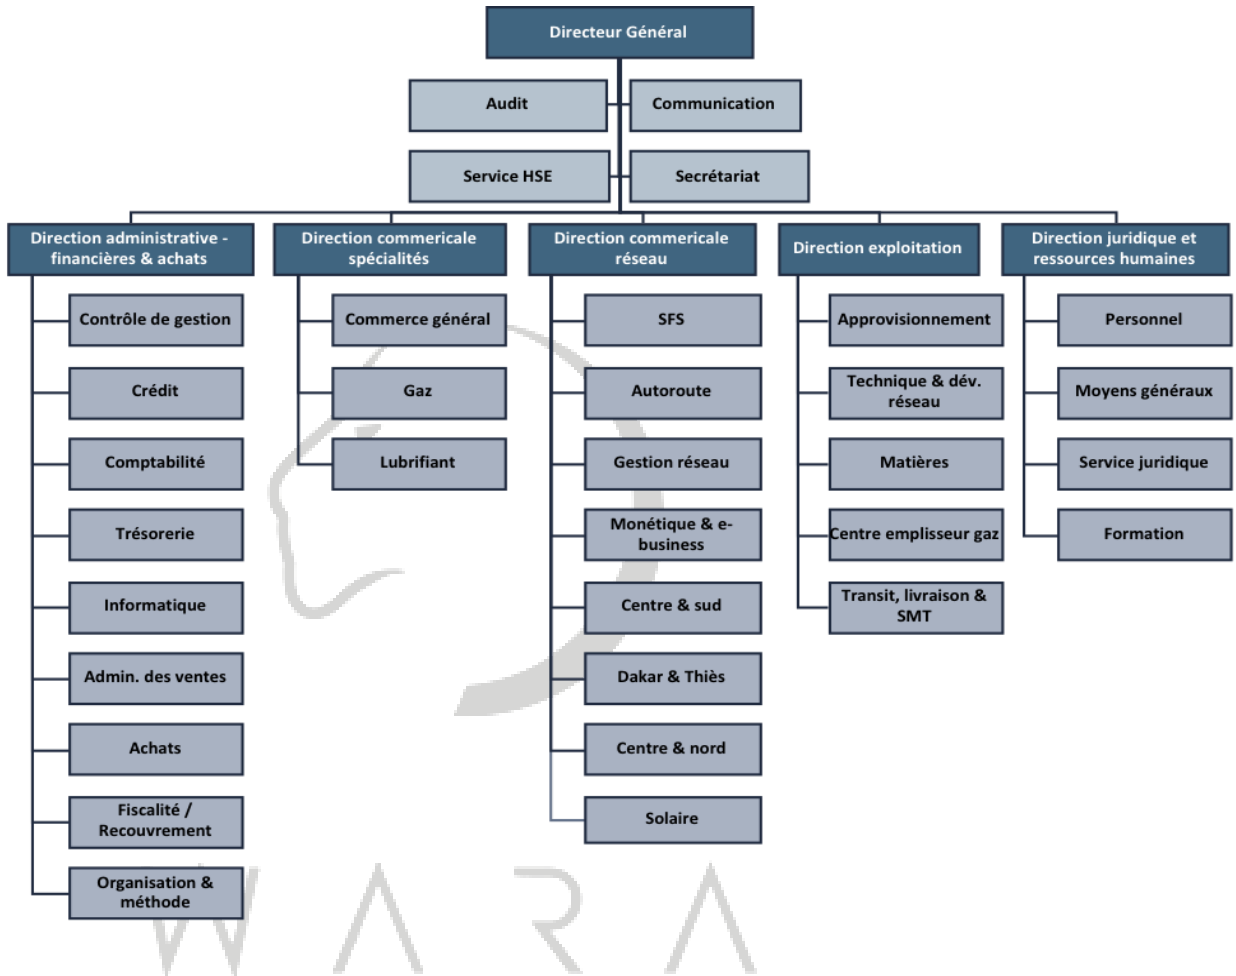 Directeur Général
Audit
Communication
Service HSE
Secrétariat
Direction administrative -
financières & achats
Direction commericale
spécialités
Direction commericale
réseau
Direction exploitation
Direction juridique et
ressources humaines
Contrôle de gestion
Crédit
Comptabilité
Trésorerie
Informatique
Admin. des ventes
Achats
Fiscalité /
Recouvrement
Organisation &
méthode
Commerce général
Gaz
Lubrifiant
SFS
Autoroute
Gestion réseau
Monétique & e-
business
Centre & sud
Dakar & Thiès
Centre & nord
Solaire
Approvisionnement
Technique & dév.
réseau
Matières
Centre emplisseur gaz
Transit, livraison &
SMT
Personnel
Moyens généraux
Service juridique
Formation
WARA